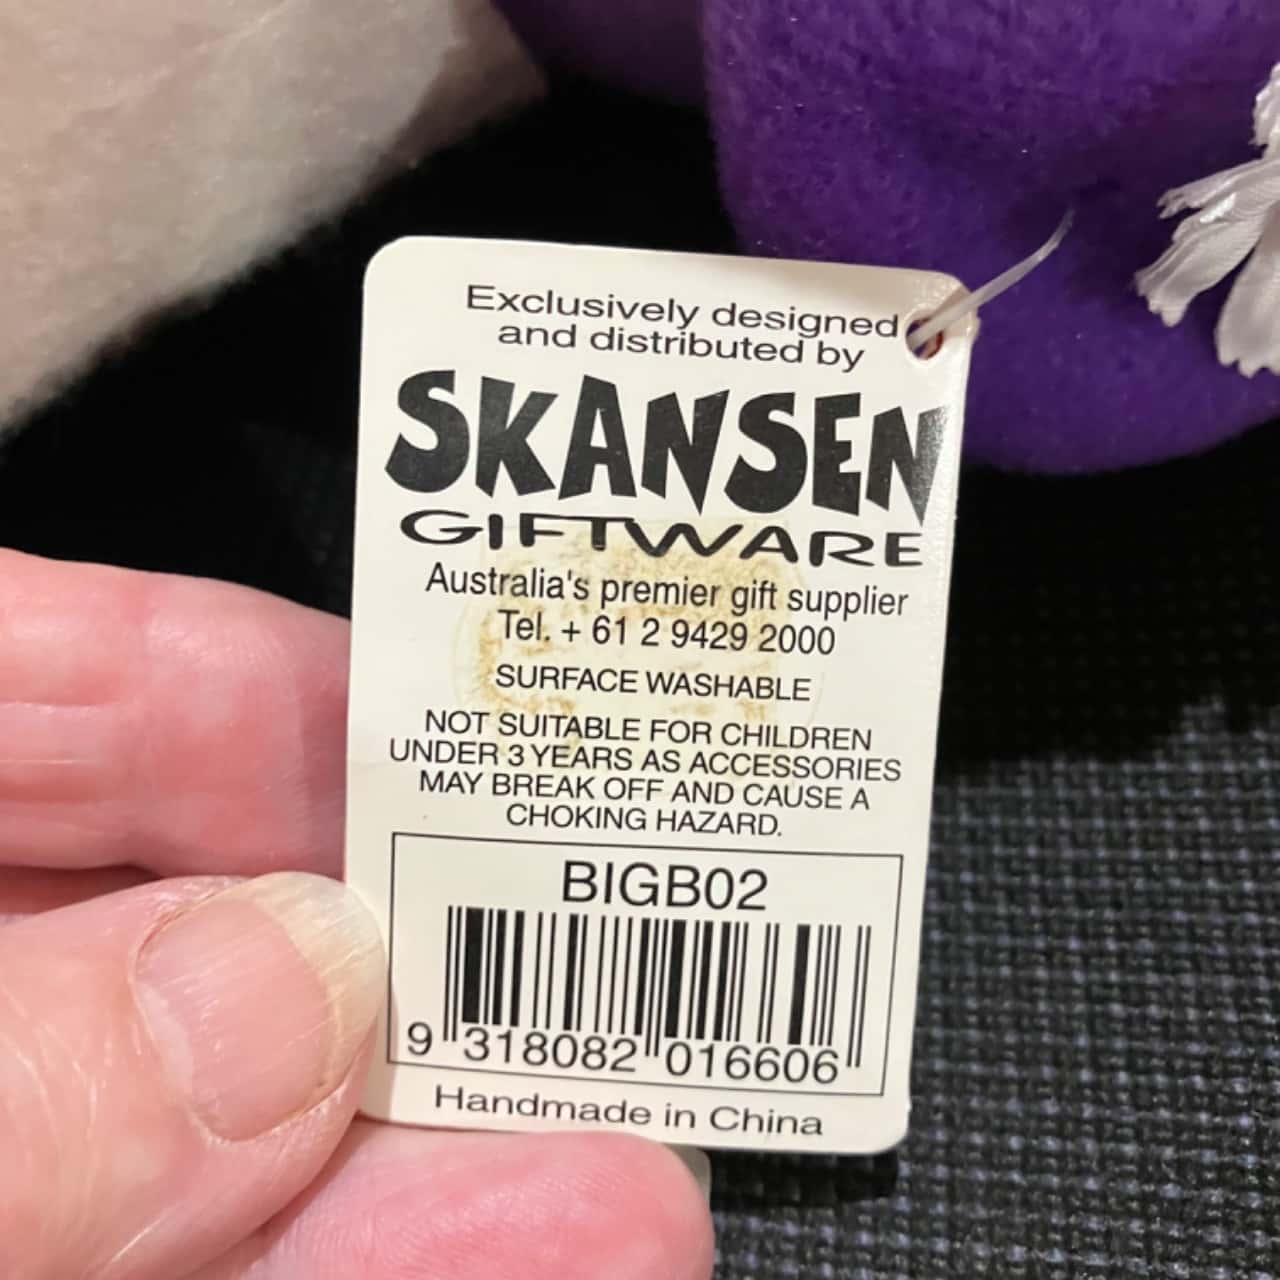 Exclusively designed
and distributed by
SKANSEN
GIFTWARE
Australia's premier gift supplier
Tel. + 61 2 9429 2000
SURFACE WASHABLE
NOT SUITABLE FOR CHILDREN
UNDER 3 YEARS AS ACCESSORIES
MAY BREAK OFF AND CAUSE A
CHOKING HAZARD.
BIGB02
9 318082 016606
Handmade in China